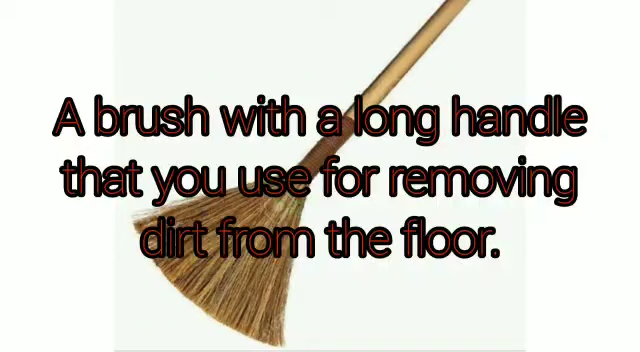 A brush with a long handle
that you use for removing
dirt from the floor.